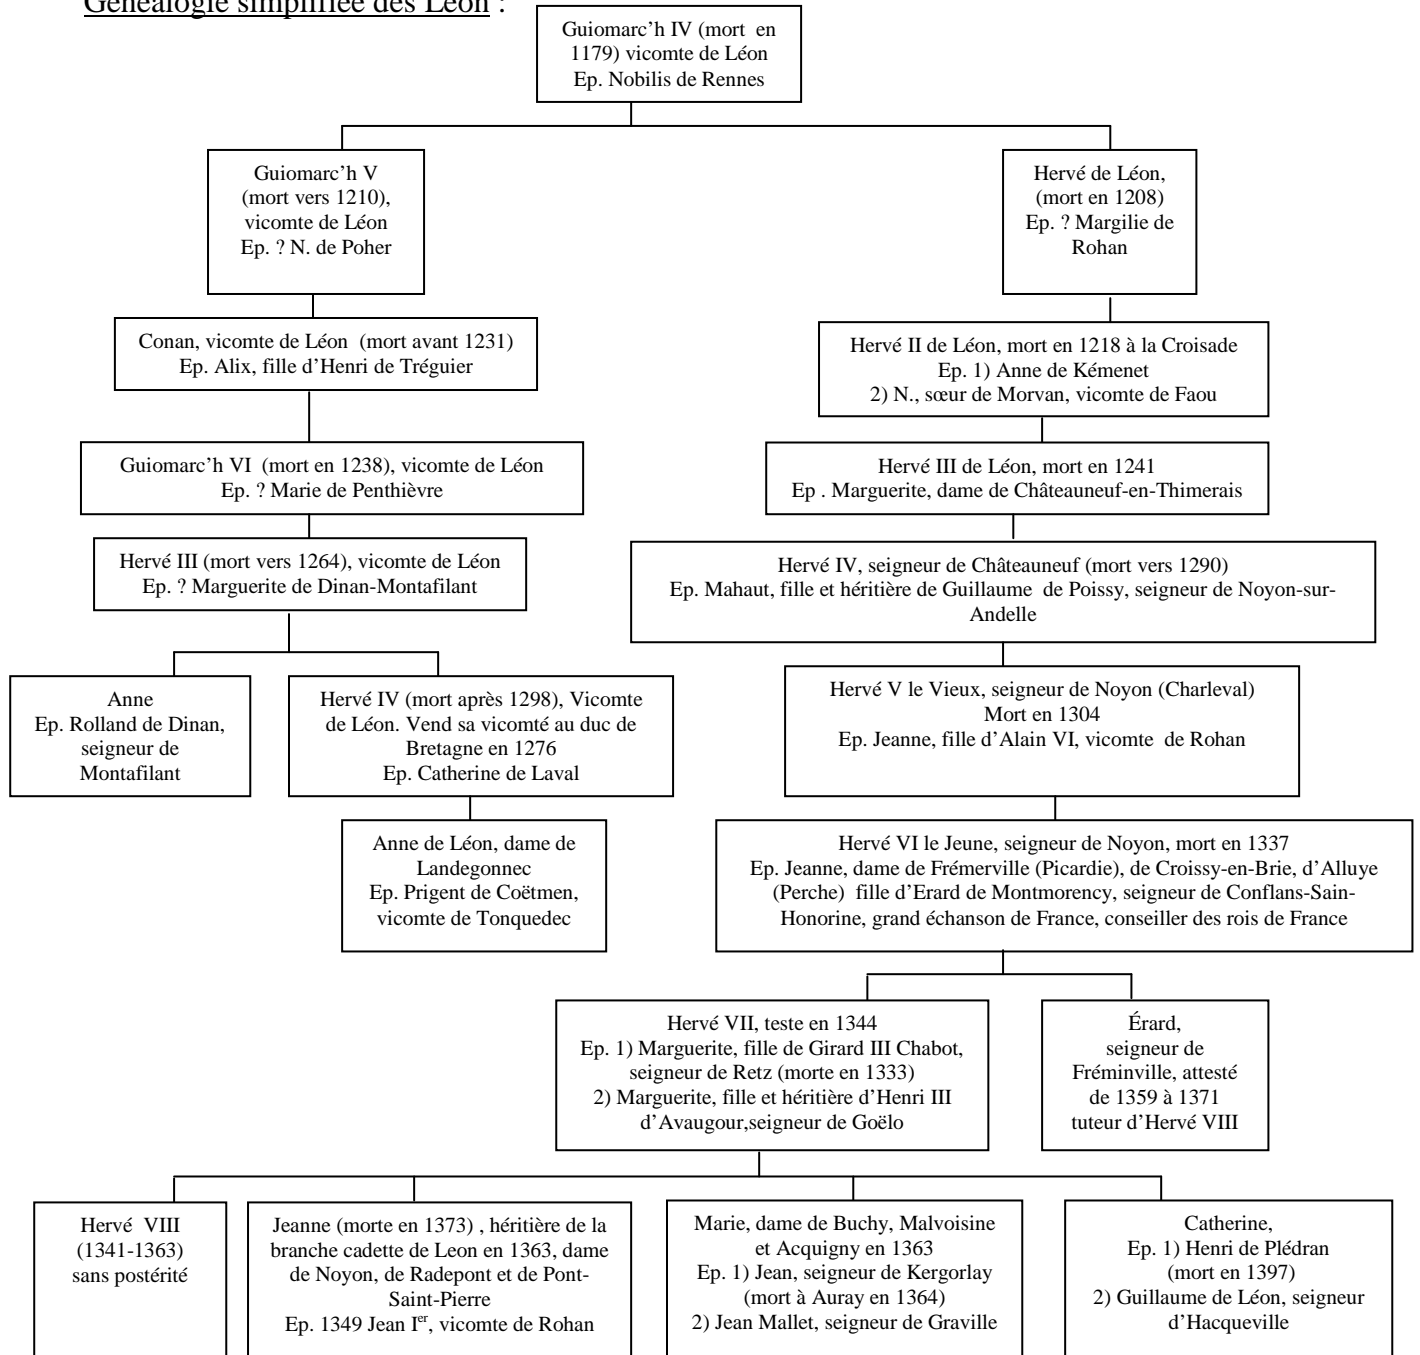 Généalogie simplifiée des Léon :
Guiomarc’h IV (mort en
1179) vicomte de Léon
Ep. Nobilis de Rennes
Guiomarc’h V
(mort vers 1210),
vicomte de Léon
Ep. ? N. de Poher
Hervé de Léon,
(mort en 1208)
Ep. ? Margilie de
Rohan
Conan, vicomte de Léon (mort avant 1231)
Ep. Alix, fille d’Henri de Tréguier
Hervé II de Léon, mort en 1218 à la Croisade
Ep. 1) Anne de Kémenet
2) N., sœur de Morvan, vicomte de Faou
Guiomarc’h VI (mort en 1238), vicomte de Léon
Ep. ? Marie de Penthièvre
Hervé III de Léon, mort en 1241
Ep . Marguerite, dame de Châteauneuf-en-Thimerais
Hervé III (mort vers 1264), vicomte de Léon
Ep. ? Marguerite de Dinan-Montafilant
Hervé IV, seigneur de Châteauneuf (mort vers 1290)
Ep. Mahaut, fille et héritière de Guillaume de Poissy, seigneur de Noyon-sur-
Andelle
Anne
Ep. Rolland de Dinan,
seigneur de
Montafilant
Hervé IV (mort après 1298), Vicomte
de Léon. Vend sa vicomté au duc de
Bretagne en 1276
Ep. Catherine de Laval
Hervé V le Vieux, seigneur de Noyon (Charleval)
Mort en 1304
Ep. Jeanne, fille d’Alain VI, vicomte de Rohan
Anne de Léon, dame de
Landegonnec
Ep. Prigent de Coëtmen,
vicomte de Tonquedec
Hervé VI le Jeune, seigneur de Noyon, mort en 1337
Ep. Jeanne, dame de Frémerville (Picardie), de Croissy-en-Brie, d’Alluye
(Perche) fille d’Erard de Montmorency, seigneur de Conflans-Sain-
Honorine, grand échanson de France, conseiller des rois de France
Hervé VII, teste en 1344
Ep. 1) Marguerite, fille de Girard III Chabot,
seigneur de Retz (morte en 1333)
2) Marguerite, fille et héritière d’Henri III
d’Avaugour,seigneur de Goëlo
Érard,
seigneur de
Fréminville, attesté
de 1359 à 1371
tuteur d’Hervé VIII
Hervé VIII
(1341-1363)
sans postérité
Jeanne (morte en 1373) , héritière de la
branche cadette de Leon en 1363, dame
de Noyon, de Radepont et de Pont-
Saint-Pierre
Ep. 1349 Jean Ier, vicomte de Rohan
Marie, dame de Buchy, Malvoisine
et Acquigny en 1363
Ep. 1) Jean, seigneur de Kergorlay
(mort à Auray en 1364)
2) Jean Mallet, seigneur de Graville
Catherine,
Ep. 1) Henri de Plédran
(mort en 1397)
2) Guillaume de Léon, seigneur
d’Hacqueville